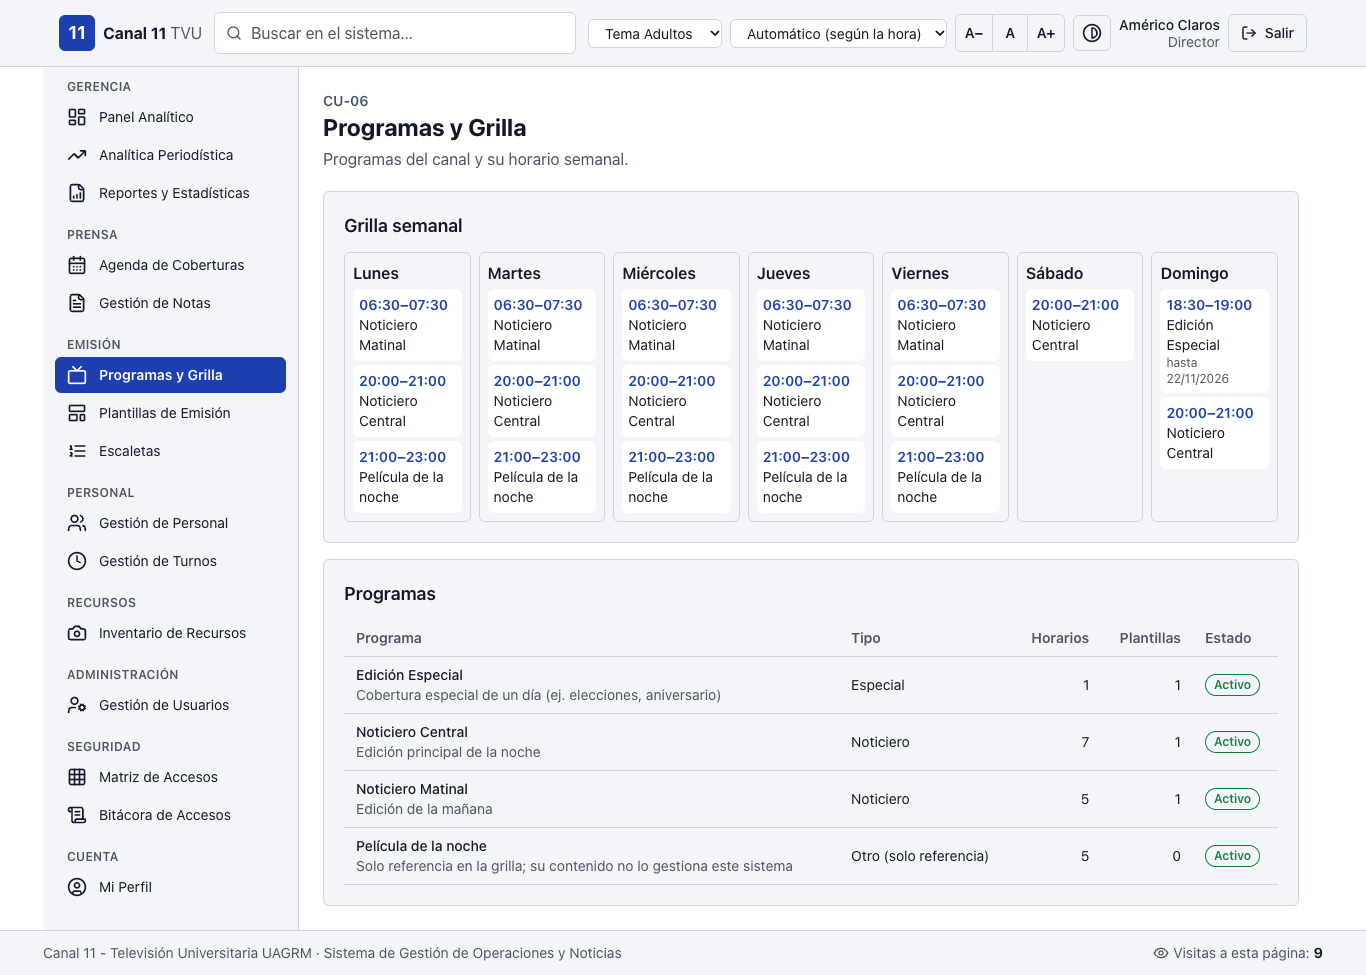 11 Canal 11 TVU
Buscar en el sistema...
Tema Adultos
Automático (según la hora)
A− A A+
Américo Claros
Director
Salir
GERENCIA
Panel Analítico
Analítica Periodística
Reportes y Estadísticas
PRENSA
Agenda de Coberturas
Gestión de Notas
EMISIÓN
Programas y Grilla
Plantillas de Emisión
Escaletas
PERSONAL
Gestión de Personal
Gestión de Turnos
RECURSOS
Inventario de Recursos
ADMINISTRACIÓN
Gestión de Usuarios
SEGURIDAD
Matriz de Accesos
Bitácora de Accesos
CUENTA
Mi Perfil
CU-06
Programas y Grilla
Programas del canal y su horario semanal.
Grilla semanal
Lunes
06:30–07:30
Noticiero
Matinal
20:00–21:00
Noticiero
Central
21:00–23:00
Película de la
noche
Martes
06:30–07:30
Noticiero
Matinal
20:00–21:00
Noticiero
Central
21:00–23:00
Película de la
noche
Miércoles
06:30–07:30
Noticiero
Matinal
20:00–21:00
Noticiero
Central
21:00–23:00
Película de la
noche
Jueves
06:30–07:30
Noticiero
Matinal
20:00–21:00
Noticiero
Central
21:00–23:00
Película de la
noche
Viernes
06:30–07:30
Noticiero
Matinal
20:00–21:00
Noticiero
Central
21:00–23:00
Película de la
noche
Sábado
20:00–21:00
Noticiero
Central
Domingo
18:30–19:00
Edición
Especial
hasta
22/11/2026
20:00–21:00
Noticiero
Central
Programas
Programa Tipo Horarios Plantillas Estado
Edición Especial
Cobertura especial de un día (ej. elecciones, aniversario)
Especial 1 1 Activo
Noticiero Central
Edición principal de la noche
Noticiero 7 1 Activo
Noticiero Matinal
Edición de la mañana
Noticiero 5 1 Activo
Película de la noche
Solo referencia en la grilla; su contenido no lo gestiona este sistema
Otro (solo referencia) 5 0 Activo
Canal 11 - Televisión Universitaria UAGRM · Sistema de Gestión de Operaciones y Noticias
Visitas a esta página: 9